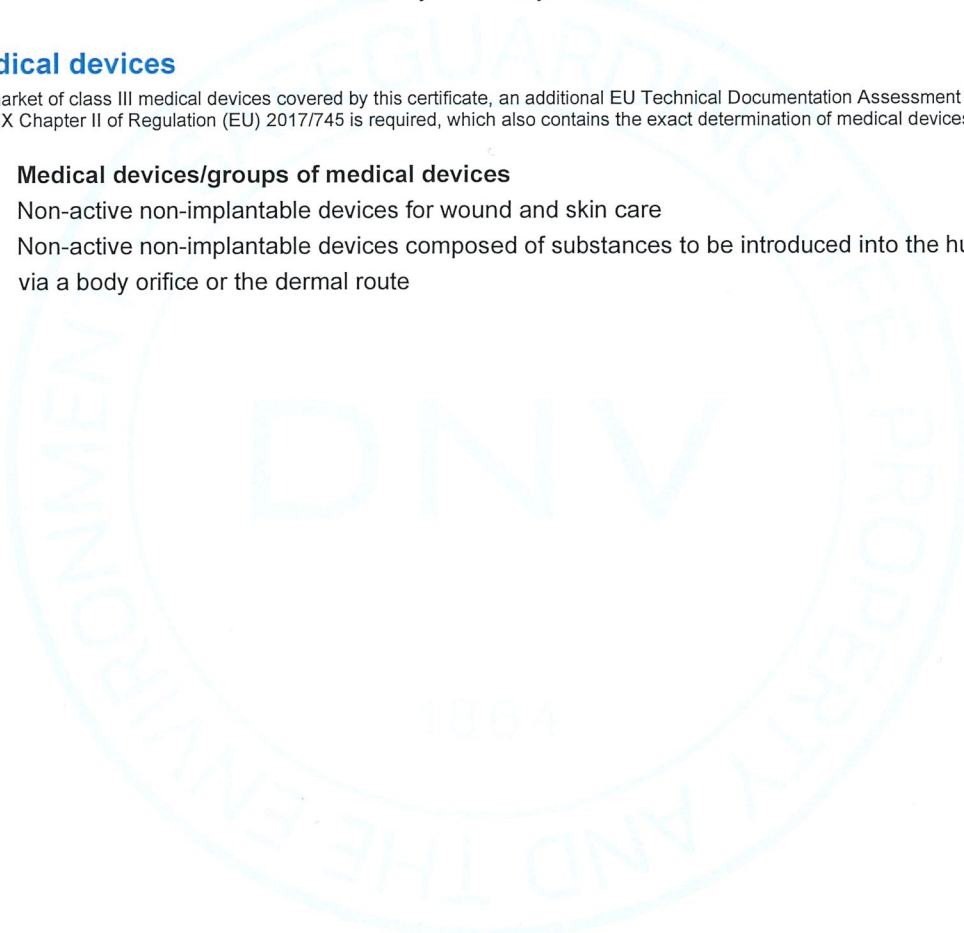 dical devices
arket of class III medical devices covered by this certificate, an additional EU Technical Documentation Assessment
X Chapter II of Regulation (EU) 2017/745 is required, which also contains the exact determination of medical devices
Medical devices/groups of medical devices
Non-active non-implantable devices for wound and skin care
Non-active non-implantable devices composed of substances to be introduced into the hu
via a body orifice or the dermal route
SAFEGUARDING LIFE PROPERTY AND THE ENVIRONMENT
DNV
1864